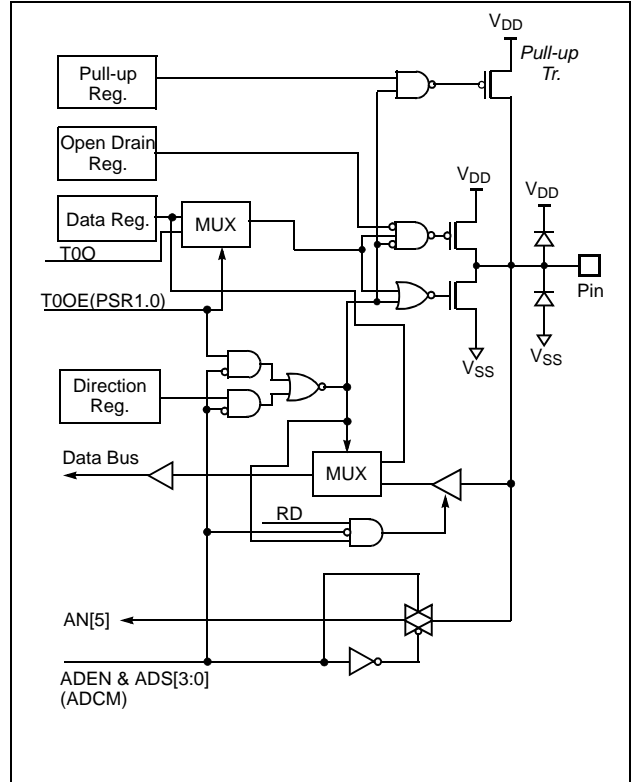 VDD
Pull-up
Tr.
Pull-up
Reg.
Open Drain
Reg.
VDD
VDD
Data Reg.
MUX
T0O
Pin
T0OE(PSR1.0)
VSS
VSS
Direction
Reg.
Data Bus
MUX
RD
AN[5]
ADEN & ADS[3:0]
(ADCM)